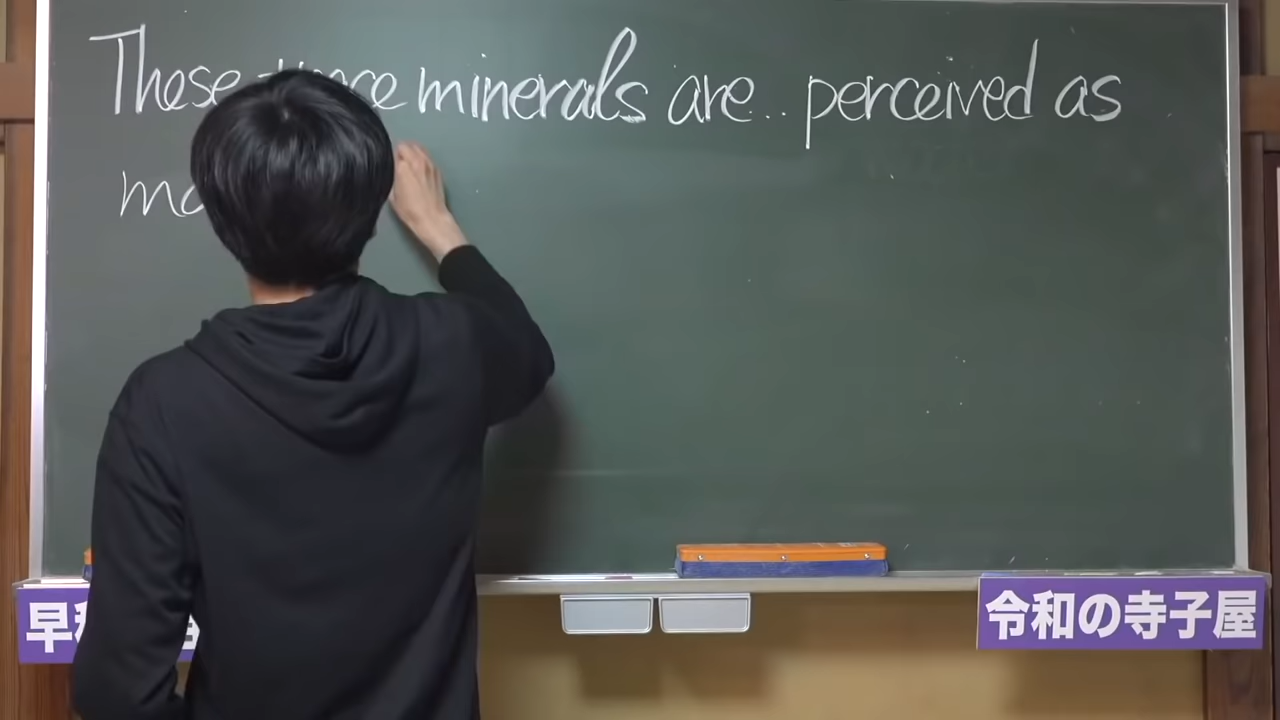 These minerals are.. perceived as
令和の寺子屋